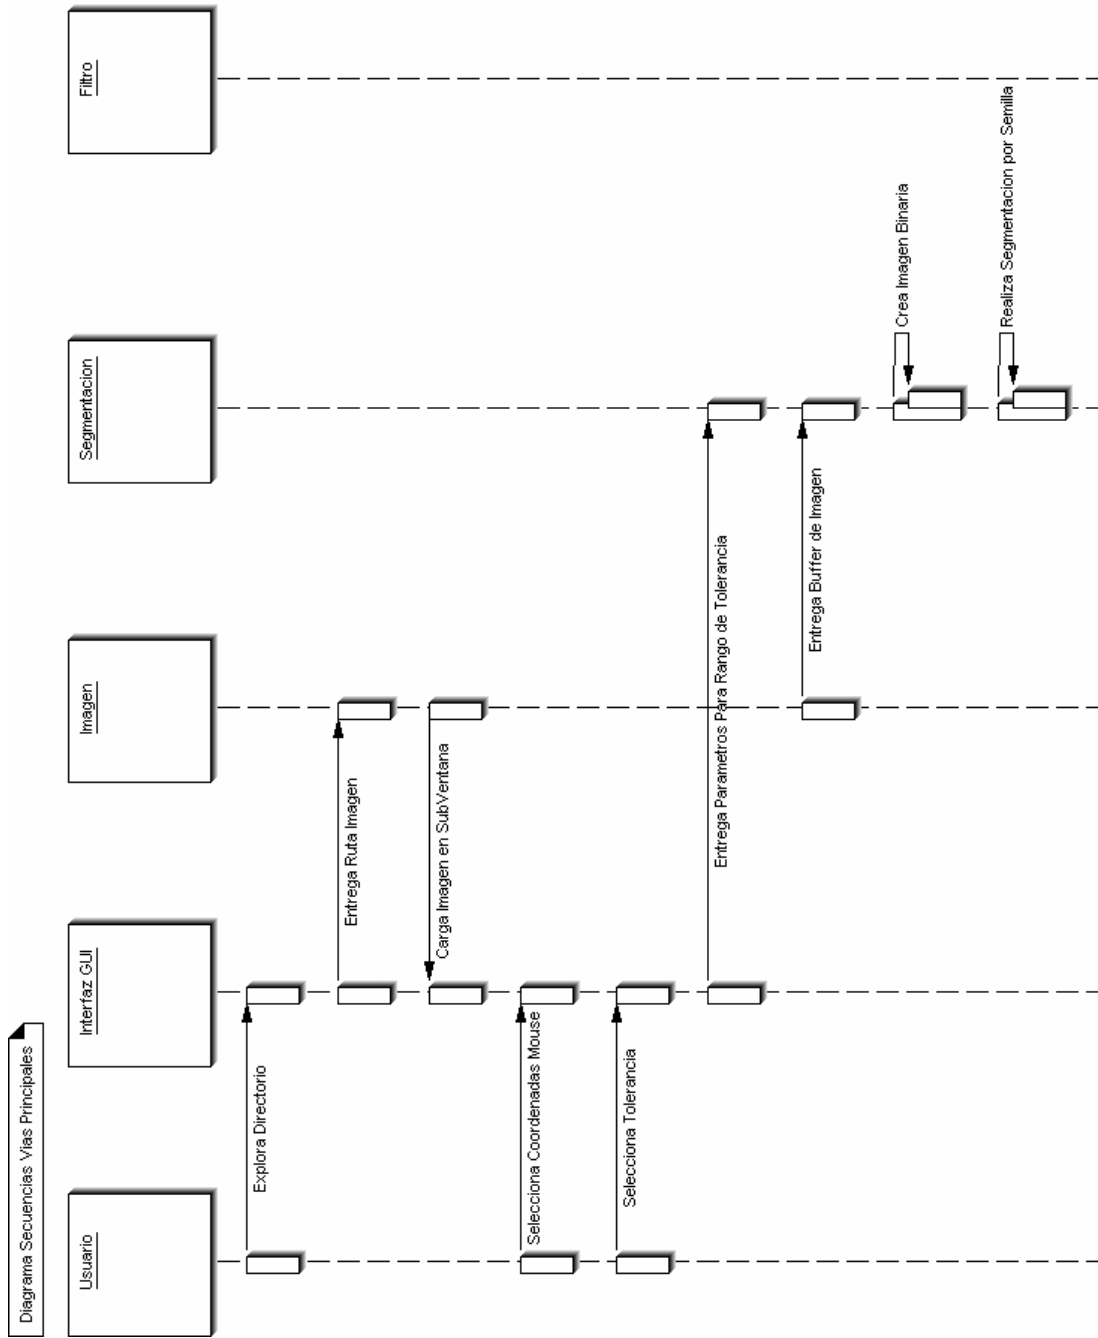 Diagrama Secuencias Vias Principales
Usuario
Interfaz GUI
Imagen
Segmentacion
Filtro
Explora Directorio
Entrega Ruta Imagen
Carga Imagen en SubVentana
Selecciona Coordenadas Mouse
Selecciona Tolerancia
Entrega Parametros Para Rango de Tolerancia
Entrega Buffer de Imagen
Crea Imagen Binaria
Realiza Segmentacion por Semilla